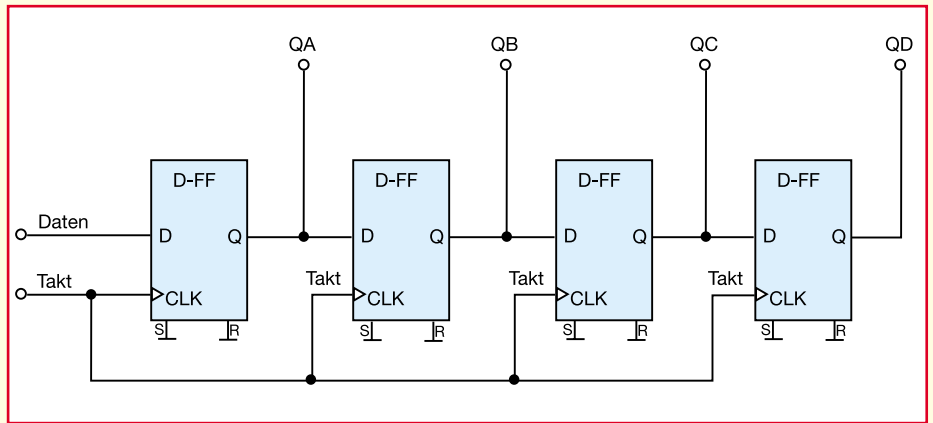 QA QB QC QD
D-FF D-FF D-FF D-FF
Daten D Q D Q D Q D Q
Takt CLK Takt CLK Takt CLK Takt CLK
S R S R S R S R